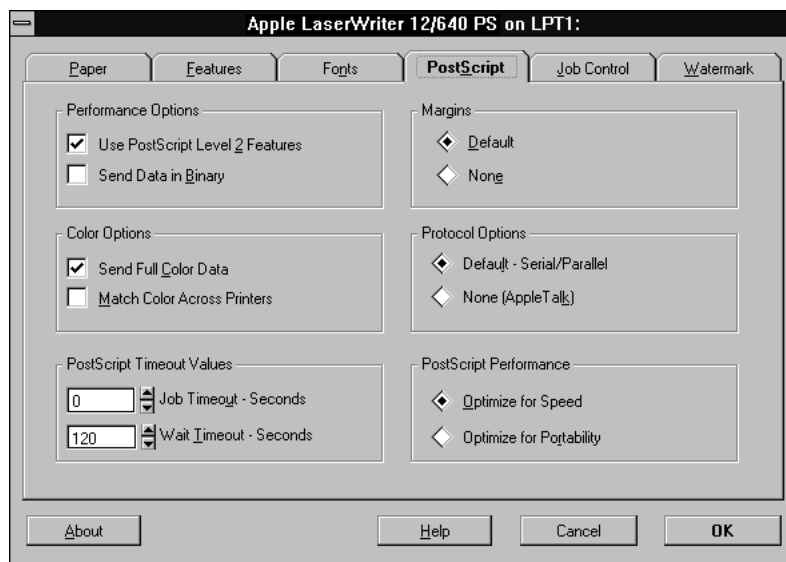 Apple LaserWriter 12/640 PS on LPT1:
Paper Features Fonts PostScript Job Control Watermark
Performance Options
Use PostScript Level 2 Features
Send Data in Binary
Margins
Default
None
Color Options
Send Full Color Data
Match Color Across Printers
Protocol Options
Default - Serial/Parallel
None (AppleTalk)
PostScript Timeout Values
0 Job Timeout - Seconds
120 Wait Timeout - Seconds
PostScript Performance
Optimize for Speed
Optimize for Portability
About Help Cancel OK